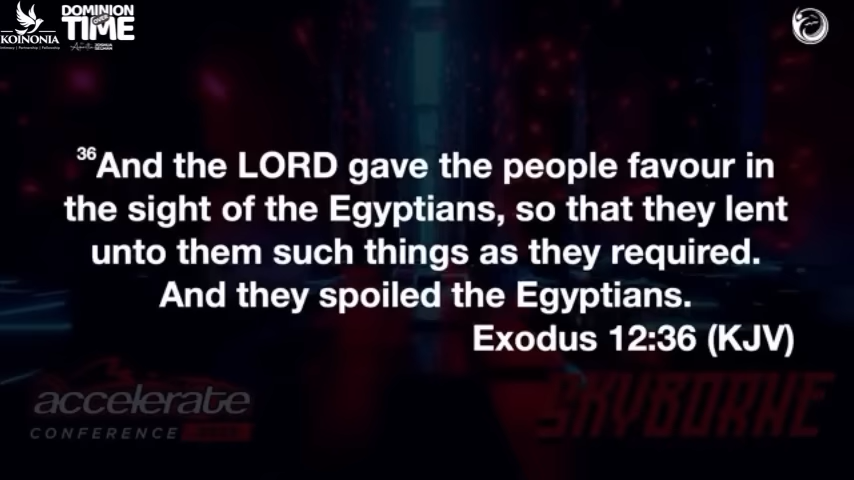 KOINONIA
DOMINION
OVER
TIME
36And the LORD gave the people favour in
the sight of the Egyptians, so that they lent
unto them such things as they required.
And they spoiled the Egyptians.
Exodus 12:36 (KJV)
accelerate
CONFERENCE
SKYBORNE